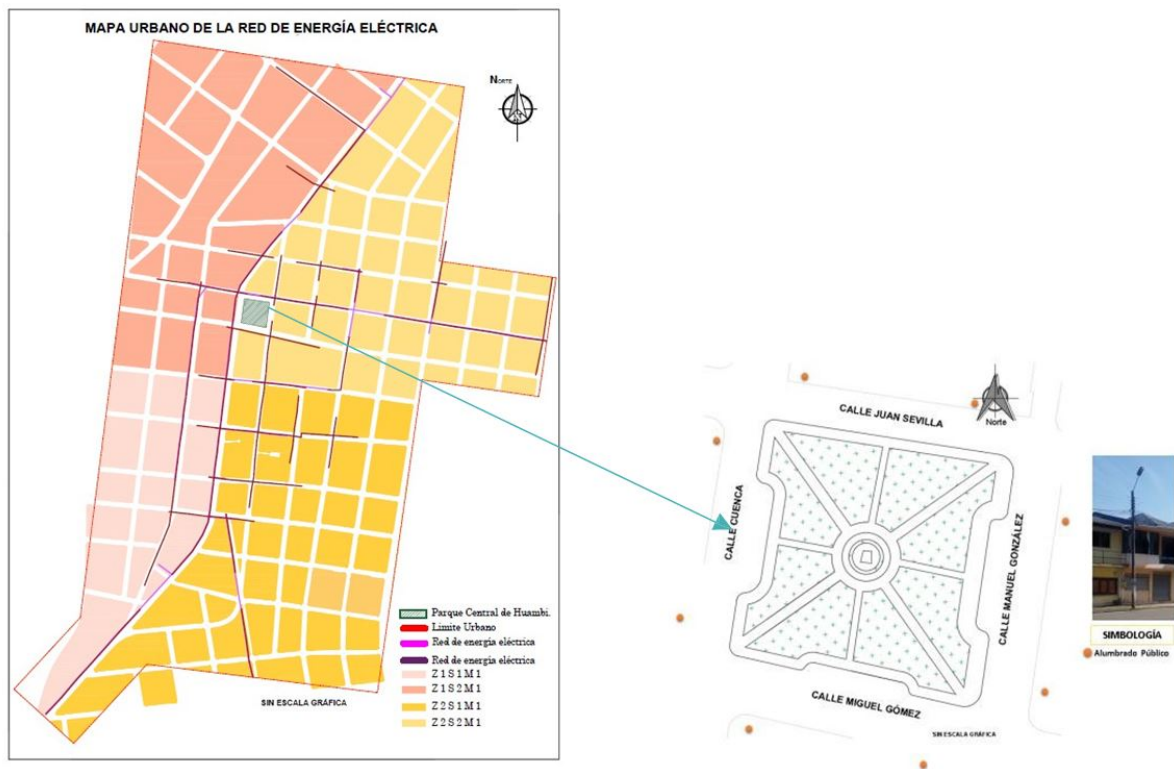 MAPA URBANO DE LA RED DE ENERGÍA ELÉCTRICA
NORTE
Parque Central de Huambi.
Limite Urbano
Red de energía eléctrica
Red de energía eléctrica
Z1S1M1
Z1S2M1
Z2S1M1
Z2S2M1
SIN ESCALA GRÁFICA
CALLE JUAN SEVILLA
Norte
CALLE CUENCA
CALLE MANUEL GONZÁLEZ
CALLE MIGUEL GÓMEZ
SIN ESCALA GRÁFICA
SIMBOLOGÍA
Alumbrado Público